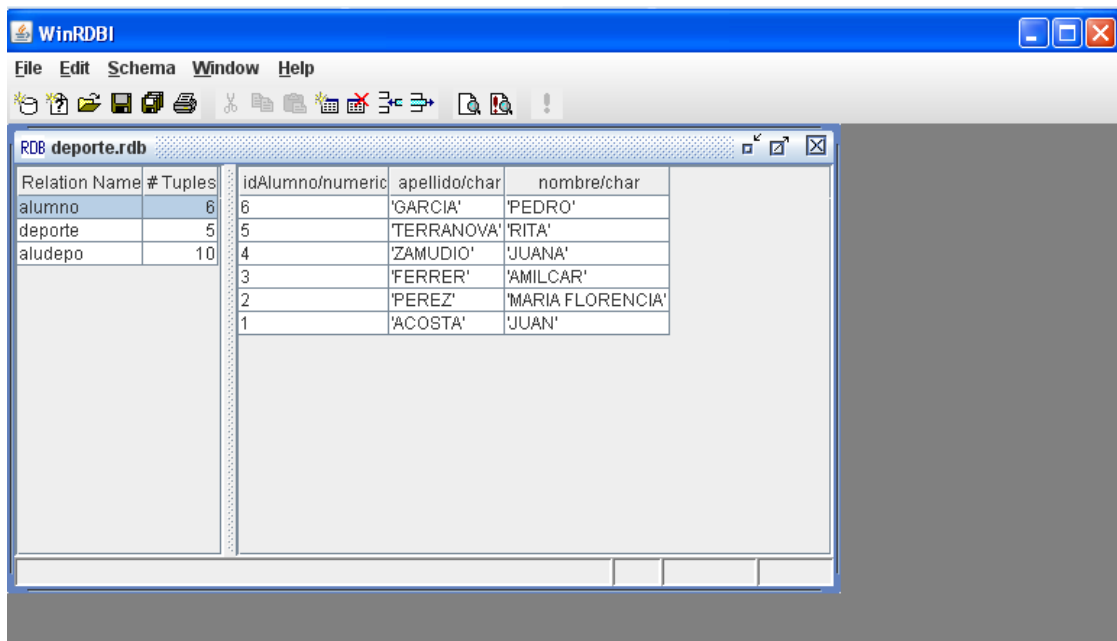 WinRDBI
File Edit Schema Window Help
RDB deporte.rdb
Relation Name # Tuples idAlumno/numeric apellido/char nombre/char
alumno 6 6 'GARCIA' 'PEDRO'
deporte 5 5 'TERRANOVA' 'RITA'
aludepo 10 4 'ZAMUDIO' 'JUANA'
3 'FERRER' 'AMILCAR'
2 'PEREZ' 'MARIA FLORENCIA'
1 'ACOSTA' 'JUAN'